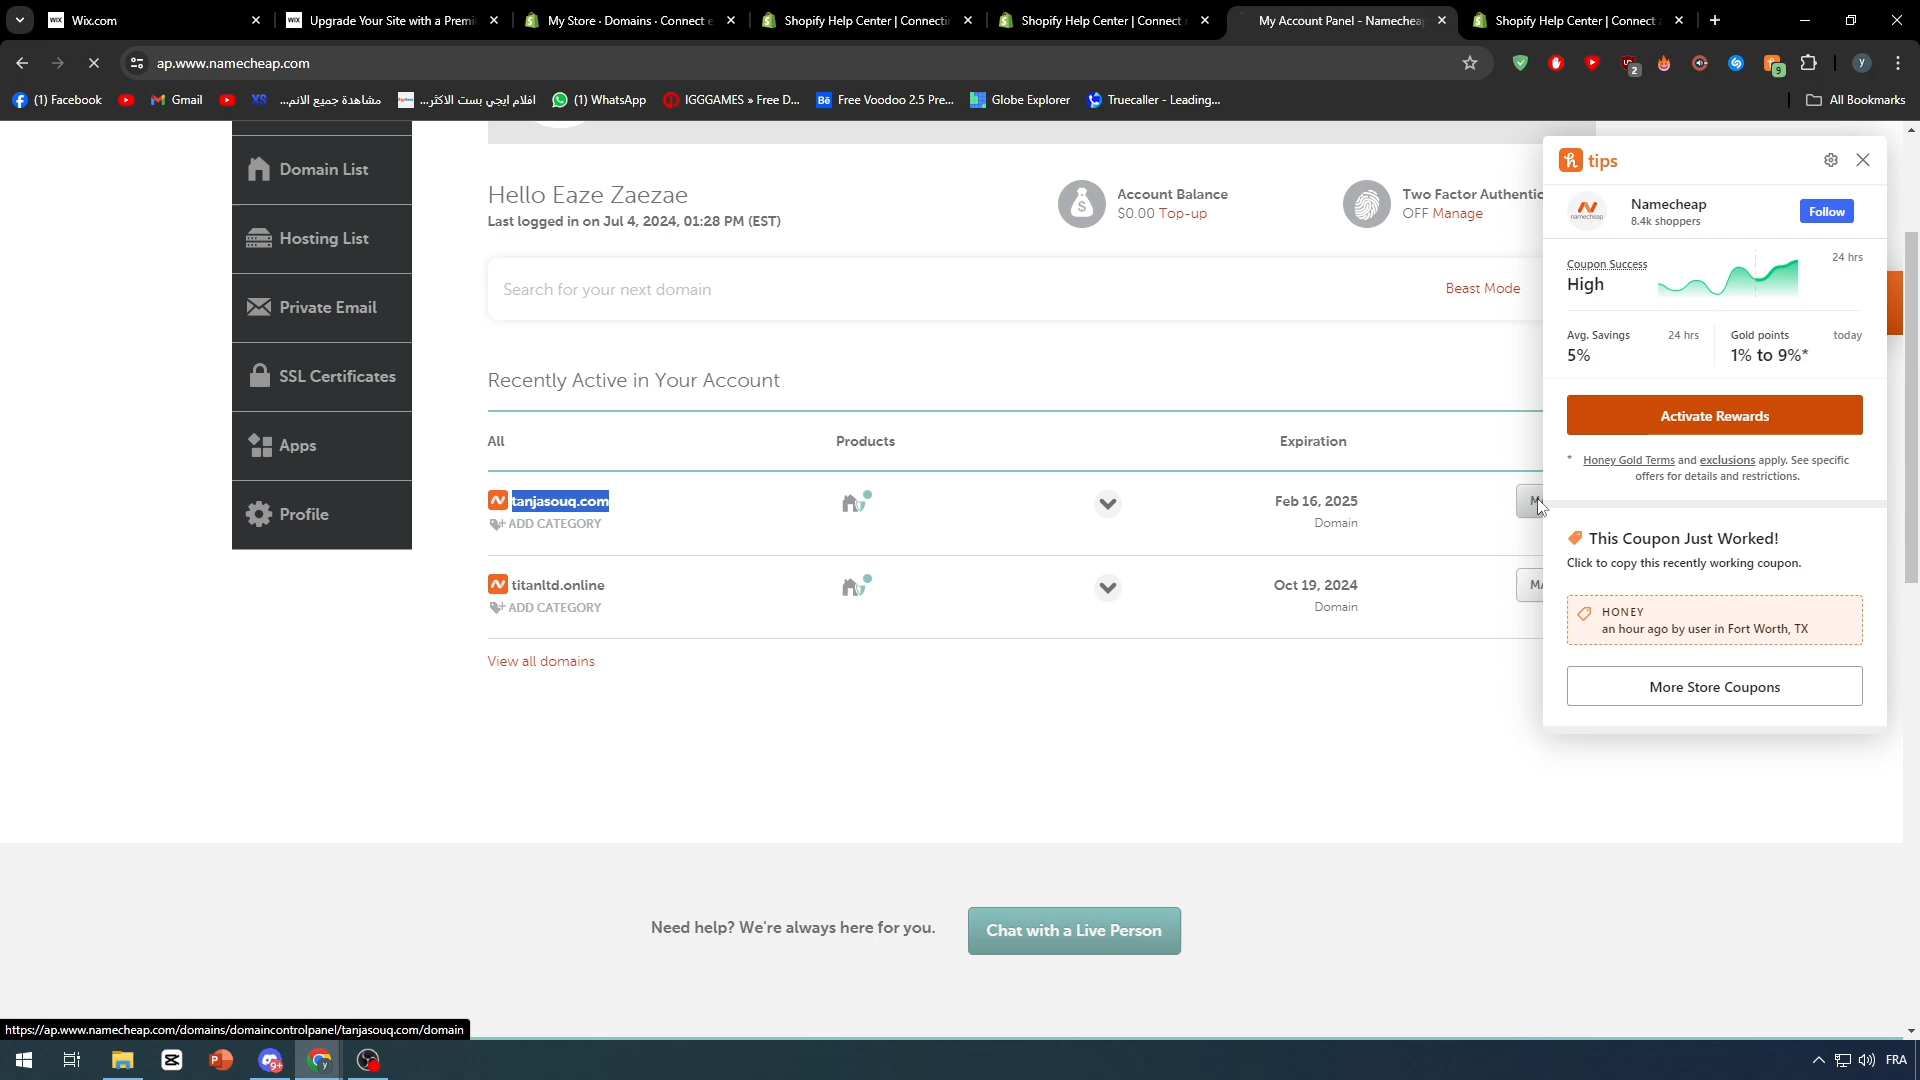 Wix.com
Upgrade Your Site with a Premi
My Store · Domains · Connect e
Shopify Help Center | Connectin
Shopify Help Center | Connect
My Account Panel - Namecheap
Shopify Help Center | Connect
ap.www.namecheap.com
2
9
y
(1) Facebook
Gmail
XS
مشاهدة جميع الانم...
افلام ايجي بست الاكثر...
(1) WhatsApp
IGGGAMES » Free D...
Bē Free Voodoo 2.5 Pre...
Globe Explorer
Truecaller - Leading...
All Bookmarks
Domain List
Hosting List
Private Email
SSL Certificates
Apps
Profile
Hello Eaze Zaezae
Last logged in on Jul 4, 2024, 01:28 PM (EST)
Account Balance
$0.00 Top-up
Two Factor Authentic
OFF Manage
Search for your next domain
Beast Mode
Recently Active in Your Account
All
Products
Expiration
tanjasouq.com
ADD CATEGORY
Feb 16, 2025
Domain
titanltd.online
ADD CATEGORY
Oct 19, 2024
Domain
MA
View all domains
h tips
namecheap
Namecheap
8.4k shoppers
Follow
Coupon Success
High
24 hrs
Avg. Savings
24 hrs
5%
Gold points
today
1% to 9%*
Activate Rewards
* Honey Gold Terms and exclusions apply. See specific
offers for details and restrictions.
This Coupon Just Worked!
Click to copy this recently working coupon.
HONEY
an hour ago by user in Fort Worth, TX
More Store Coupons
Need help? We're always here for you.
Chat with a Live Person
https://ap.www.namecheap.com/domains/domaincontrolpanel/tanjasouq.com/domain
P
9+
y
FRA